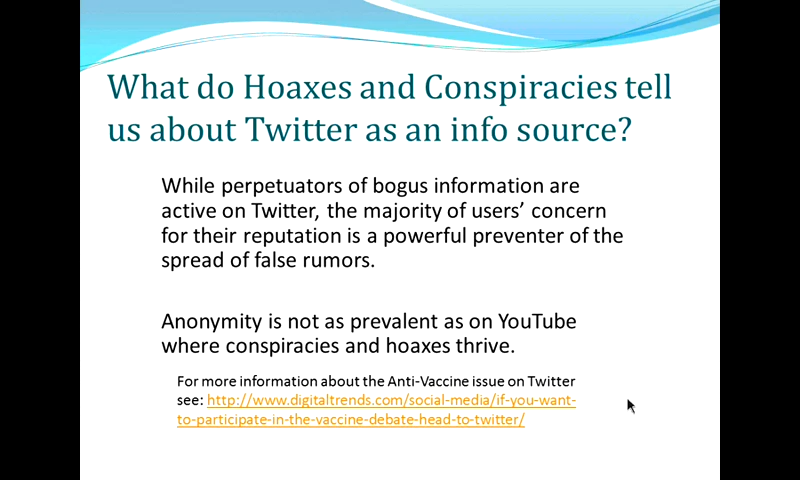 What do Hoaxes and Conspiracies tell
us about Twitter as an info source?
While perpetuators of bogus information are
active on Twitter, the majority of users’ concern
for their reputation is a powerful preventer of the
spread of false rumors.
Anonymity is not as prevalent as on YouTube
where conspiracies and hoaxes thrive.
For more information about the Anti-Vaccine issue on Twitter
see: http://www.digitaltrends.com/social-media/if-you-want-
to-participate-in-the-vaccine-debate-head-to-twitter/